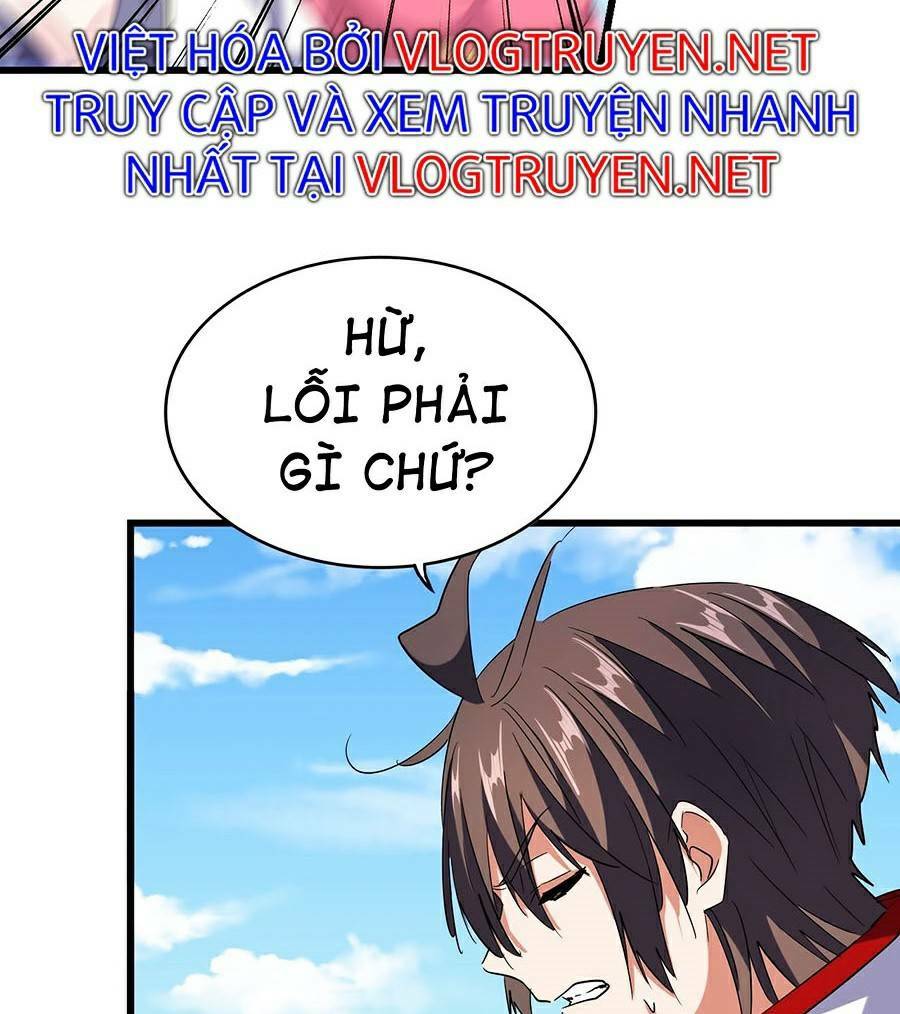 VIỆT HÓA BỞI VLOGTRUYEN.NET
TRUY CẬP VÀ XEM TRUYỆN NHANH
NHẤT TẠI VLOGTRUYEN.NET
HỪ,
LỖI PHẢI
GÌ CHỨ?